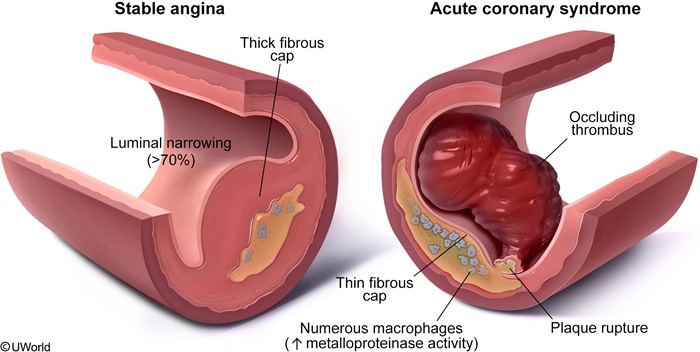 Stable angina
Acute coronary syndrome
Thick fibrous
cap
Luminal narrowing
(>70%)
Occluding
thrombus
Thin fibrous
cap
Numerous macrophages
(↑ metalloproteinase activity)
Plaque rupture
©UWorld